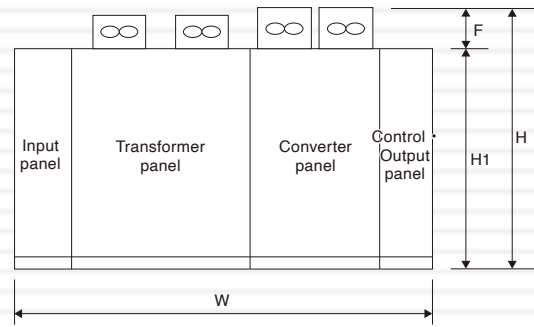 F
H
Input
panel
Transformer
panel
Converter
panel
Control ·
Output
panel
H1
W